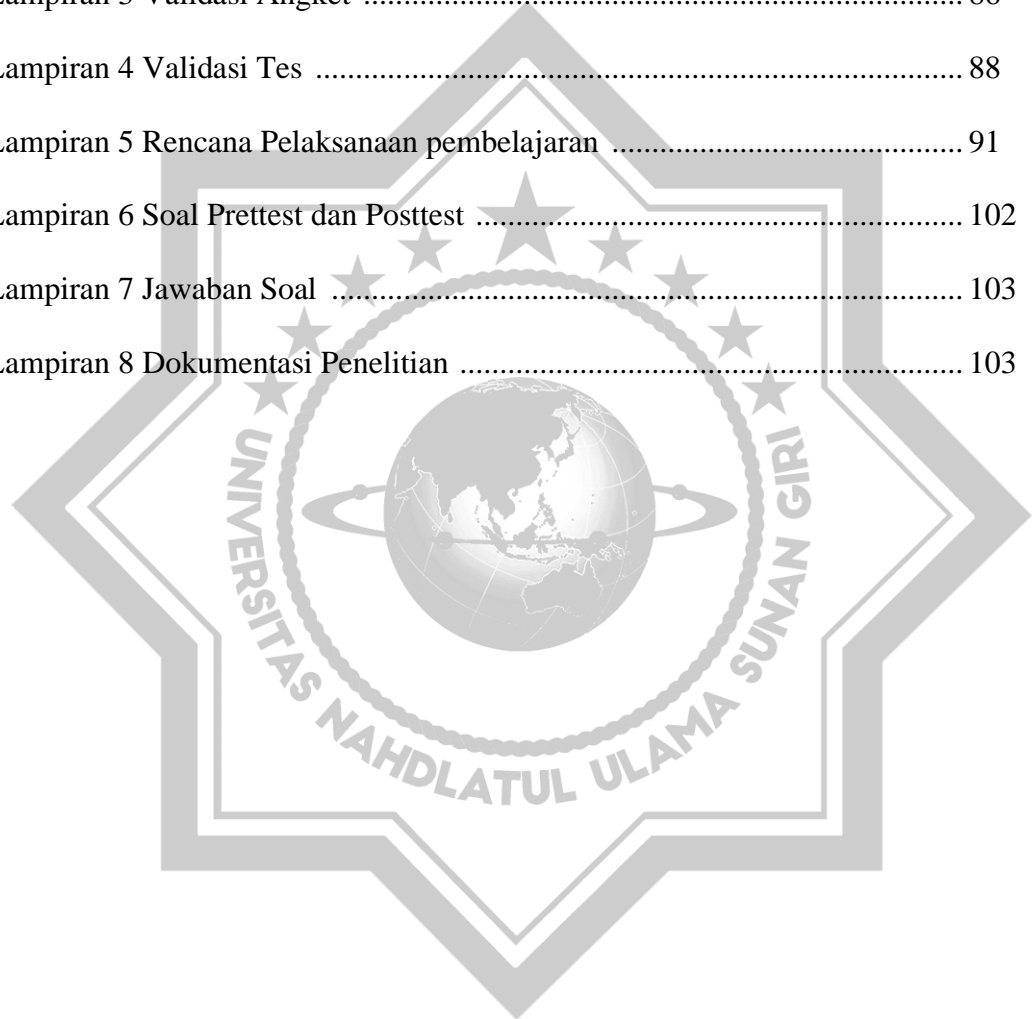 Lampiran 4 Validasi Tes ................................................................................ 88
Lampiran 5 Rencana Pelaksanaan pembelajaran ........................................... 91
Lampiran 6 Soal Prettest dan Posttest ............................................................ 102
Lampiran 7 Jawaban Soal .............................................................................. 103
Lampiran 8 Dokumentasi Penelitian .............................................................. 103
UNIVERSITAS NAHDLATUL ULAMA SUNAN GIRI